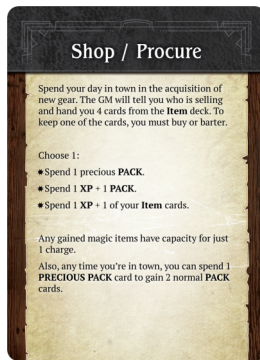 Shop / Procure
Spend your day in town in the acquisition of
new gear. The GM will tell you who is selling
and hand you 4 cards from the Item deck. To
keep one of the cards, you must buy or barter.
Choose 1:
✷Spend 1 precious PACK.
✷Spend 1 XP + 1 PACK.
✷Spend 1 XP + 1 of your Item cards.
Any gained magic items have capacity for just
1 charge.
Also, any time you're in town, you can spend 1
PRECIOUS PACK card to gain 2 normal PACK
cards.